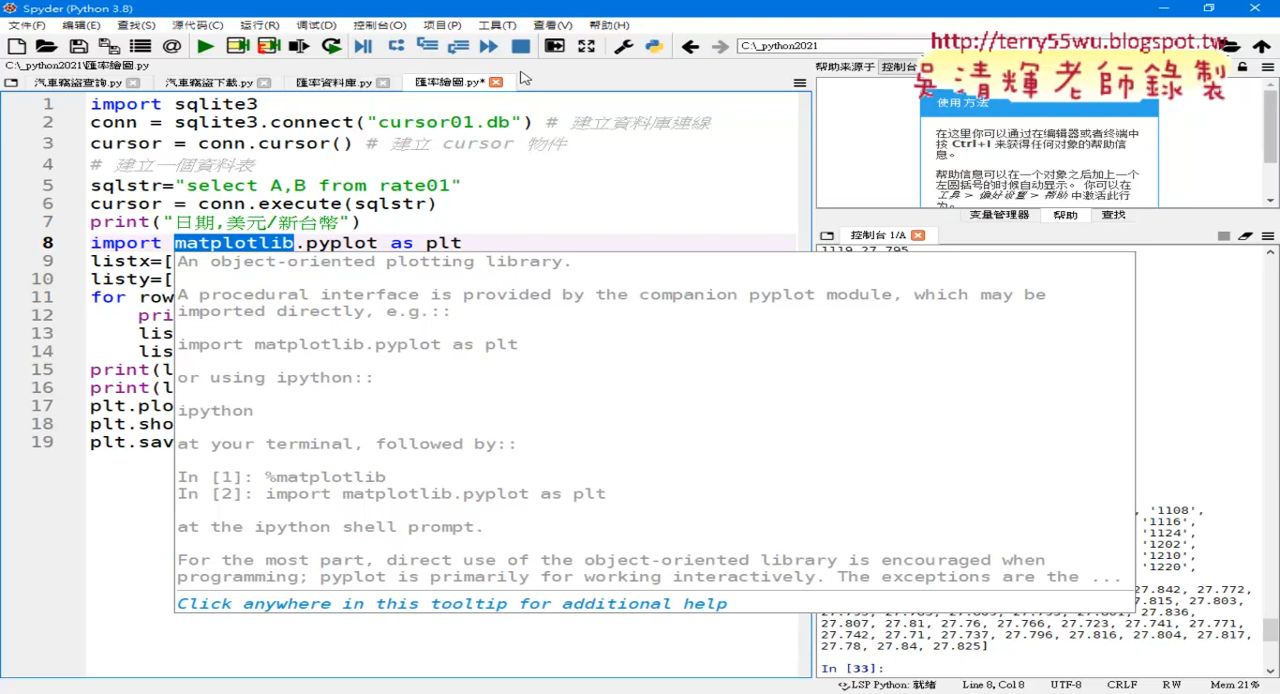 Spyder (Python 3.8)
文件(F) 编辑(E) 查找(S) 源代码(C) 运行(R) 调试(D) 控制台(O) 项目(P) 工具(T) 查看(V) 帮助(H)
C:\_python2021
http://terry55wu.blogspot.tw
吳清輝老師錄製
C:\_python2021\匯率繪圖.py
汽車竊盜查詢.py 汽車竊盜下載.py 匯率資料庫.py 匯率繪圖.py*
帮助来源于 控制台
使用方法
在这里你可以通过在编辑器或者终端中
按 Ctrl+I 来获得任何对象的帮助信
息。
帮助信息可以在一个对象之后加上一个
左圆括号的时候自动显示。 你可以在
工具 > 偏好设置 > 帮助 中激活此行
为。
变量管理器 帮助 查找
控制台 1/A
1 import sqlite3
2 conn = sqlite3.connect("cursor01.db") # 建立資料庫連線
3 cursor = conn.cursor() # 建立 cursor 物件
4 # 建立一個資料表
5 sqlstr="select A,B from rate01"
6 cursor = conn.execute(sqlstr)
7 print("日期,美元/新台幣")
8 import matplotlib.pyplot as plt
9 listx=[
10 listy=[
11 for row
12 pri
13 lis
14 lis
15 print(l
16 print(l
17 plt.plo
18 plt.sho
19 plt.sav
An object-oriented plotting library.
A procedural interface is provided by the companion pyplot module, which may be
imported directly, e.g.::
import matplotlib.pyplot as plt
or using ipython::
ipython
at your terminal, followed by::
In [1]: %matplotlib
In [2]: import matplotlib.pyplot as plt
at the ipython shell prompt.
For the most part, direct use of the object-oriented library is encouraged when
programming; pyplot is primarily for working interactively. The exceptions are the ...
Click anywhere in this tooltip for additional help
1119 27.795
, '1108',
'1116',
'1124',
'1202',
'1210',
'1220',
27.842, 27.772,
27.815, 27.803,
27.836,
27.807, 27.81, 27.76, 27.766, 27.723, 27.741, 27.771,
27.742, 27.71, 27.737, 27.796, 27.816, 27.804, 27.817,
27.78, 27.84, 27.825]
In [33]:
LSP Python: 就绪 Line 8, Col 8 UTF-8 CRLF RW Mem 21%